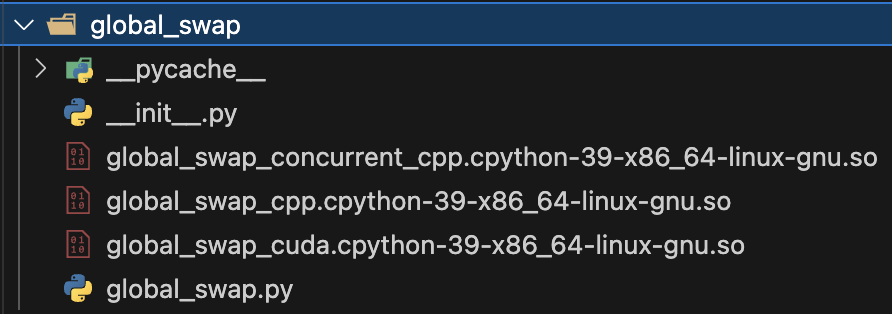 global_swap
__pycache__
__init__.py
global_swap_concurrent_cpp.cpython-39-x86_64-linux-gnu.so
global_swap_cpp.cpython-39-x86_64-linux-gnu.so
global_swap_cuda.cpython-39-x86_64-linux-gnu.so
global_swap.py